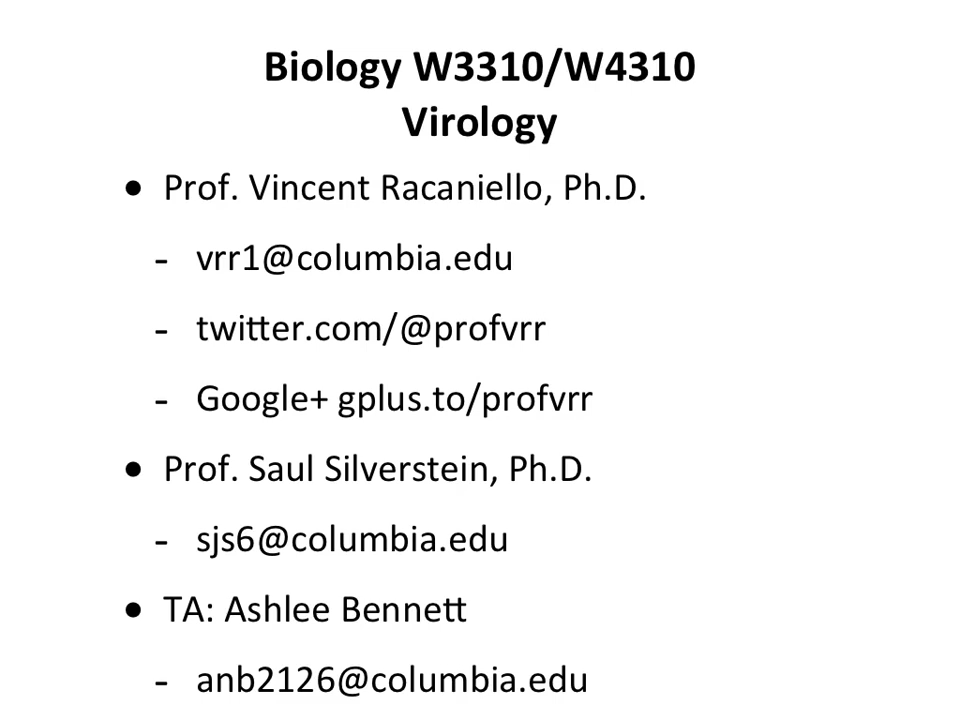 Biology W3310/W4310
Virology
• Prof. Vincent Racaniello, Ph.D.
- vrr1@columbia.edu
- twitter.com/@profvrr
- Google+ gplus.to/profvrr
• Prof. Saul Silverstein, Ph.D.
- sjs6@columbia.edu
• TA: Ashlee Bennett
- anb2126@columbia.edu